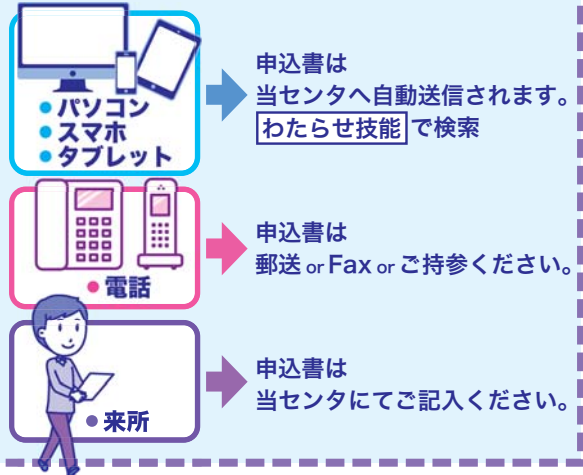 ●パソコン
●スマホ
●タブレット
申込書は
当センタへ自動送信されます。
わたらせ技能で検索
●電話
申込書は
郵送 or Fax or ご持参ください。
●来所
申込書は
当センタにてご記入ください。